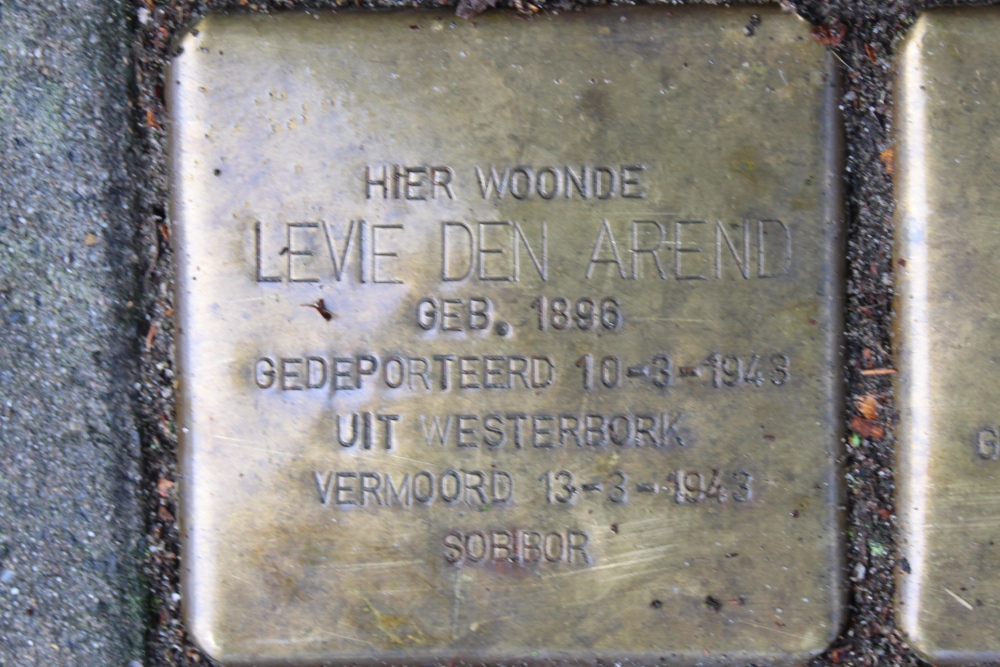 HIER WOONDE
LEVIE DEN AREND
GEB. 1896
GEDEPORTEERD 10-3-1943
UIT WESTERBORK
VERMOORD 13-3-1943
SOBIBOR